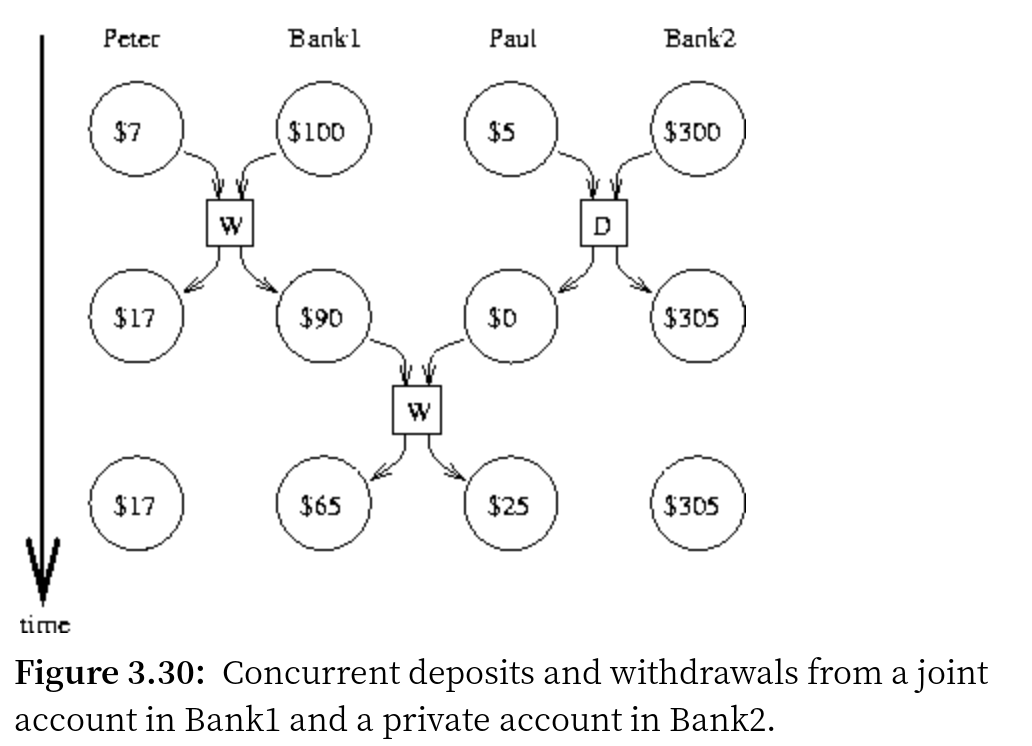 Peter Bank1 Paul Bank2
$7 $100 $5 $300
W D
$17 $90 $0 $305
W
$17 $65 $25 $305
time
Figure 3.30: Concurrent deposits and withdrawals from a joint
account in Bank1 and a private account in Bank2.